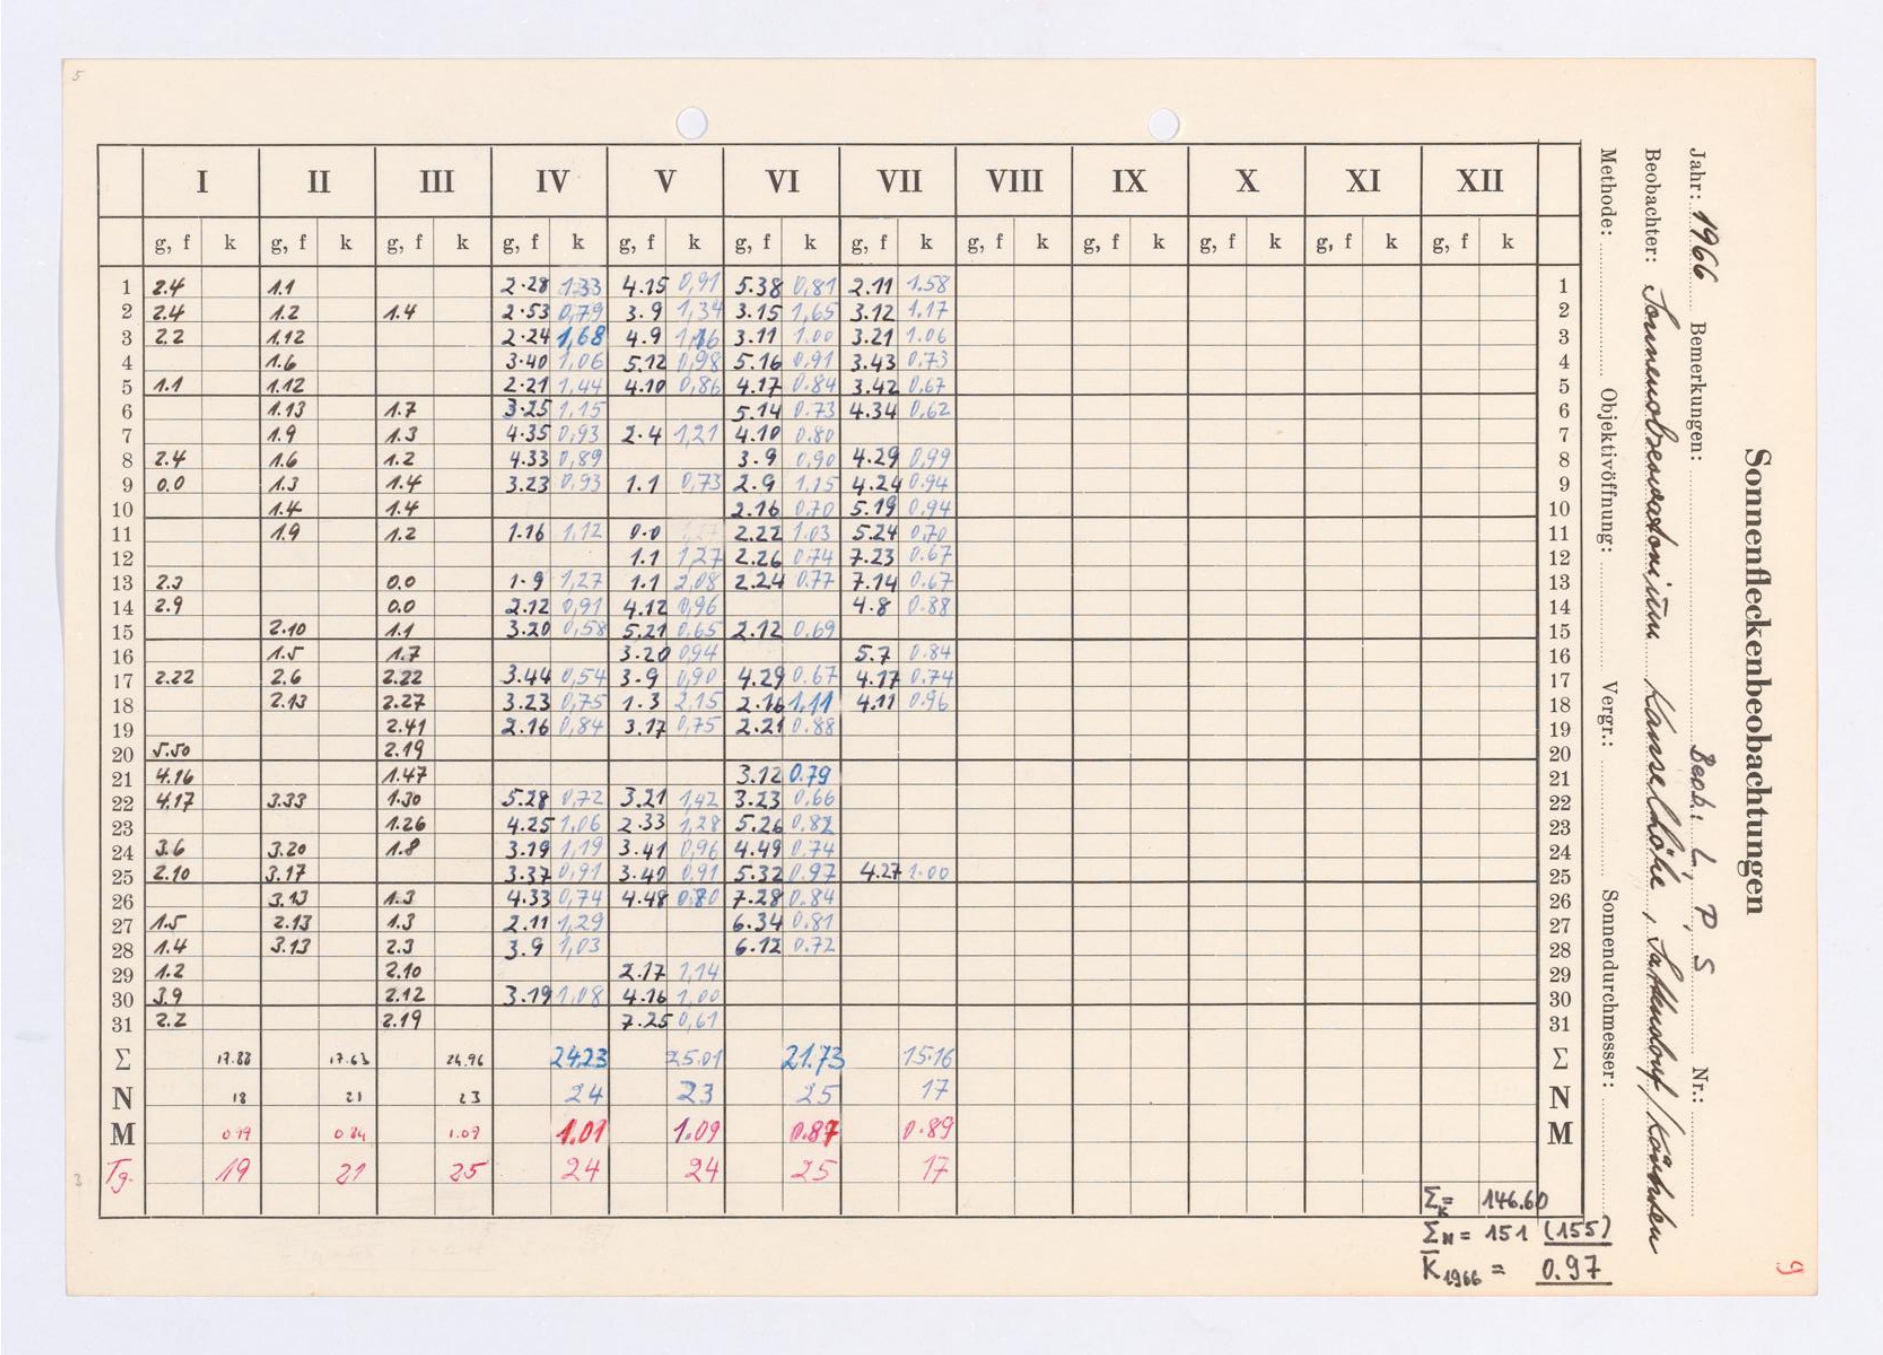 5
Sonnenfleckenbeobachtungen
Jahr: 1966 Bemerkungen: Beob.: L, P, S Nr.:
Beobachter: Sonnenobservatorium Kanzelhöhe, Sattendorf/Kärnten
Methode: Objektivöffnung: Vergr.: Sonnendurchmesser:
9
I II III IV V VI VII VIII IX X XI XII
g, f k g, f k g, f k g, f k g, f k g, f k g, f k g, f k g, f k g, f k g, f k g, f k
1 2.4 1.1 2.28 1.33 4.15 0,91 5.38 0,81 2.11 1.58 1
2 2.4 1.2 1.4 2.53 0,79 3.9 1,34 3.15 1,65 3.12 1.17 2
3 2.2 1.12 2.24 1,68 4.9 3.11 1.00 3.21 1.06 3
4 1.6 3.40 1,06 5.12 0,98 5.16 0,91 3.43 0,73 4
5 1.1 1.12 2.21 1,44 4.10 0,86 4.17 0.84 3.42 0.67 5
6 1.13 1.7 3.25 1,15 5.14 0.73 4.34 0,62 6
7 1.9 1.3 4.35 0,93 2.4 1,21 4.10 0.80 7
8 2.4 1.6 1.2 4.33 0,89 3.9 0,90 4.29 0,99 8
9 0.0 1.3 1.4 3.23 0,93 1.1 0,73 2.9 1,15 4.24 0.94 9
10 1.4 1.4 2.16 0.70 5.19 0,94 10
11 1.9 1.2 1.16 1,12 0.0 2.22 1.03 5.24 0,70 11
12 1.1 1,27 2.26 0.74 7.23 0.67 12
13 2.3 0.0 1.9 1,27 1.1 2,08 2.24 0.77 7.14 0.67 13
14 2.9 0.0 2.12 0,91 4.12 0,96 4.8 0.88 14
15 2.10 1.1 3.20 0,58 5.21 0,65 2.12 0.69 15
16 1.5 1.7 3.20 0,94 5.7 0.84 16
17 2.22 2.6 2.22 3.44 0,54 3.9 0,90 4.29 0.67 4.17 0.74 17
18 2.13 2.27 3.23 0,75 1.3 2,15 2.16 1,11 4.11 0.96 18
19 2.41 2.16 0,84 3.17 0,75 2.21 0.88 19
20 5.50 2.19 20
21 4.16 1.47 3.12 0.79 21
22 4.17 3.33 1.30 5.28 0,72 3.21 1,42 3.23 0.66 22
23 1.26 4.25 1,06 2.33 1,28 5.26 0.82 23
24 3.6 3.20 1.8 3.19 1,19 3.41 0,96 4.49 0.74 24
25 2.10 3.17 3.37 0,91 3.40 0,91 5.32 0.97 4.27 1.00 25
26 3.13 1.3 4.33 0,74 4.48 0,80 7.28 0.84 26
27 1.5 2.13 1.3 2.11 1,29 6.34 0.81 27
28 1.4 3.13 2.3 3.9 1,03 6.12 0.72 28
29 1.2 2.10 2.17 1,14 29
30 3.9 2.12 3.19 1,08 4.16 1,00 30
31 2.2 2.19 7.25 0,61 31
Σ 17.88 17.63 24.96 24.23 25.01 21.73 15.16 Σ
N 18 21 23 24 23 25 17 N
M 0.99 0.84 1.09 1.01 1.09 0.87 0.89 M
Tg. 19 21 25 24 24 25 17
3
Σk = 146.60
ΣN = 151 (155)
K̅1966 = 0.97